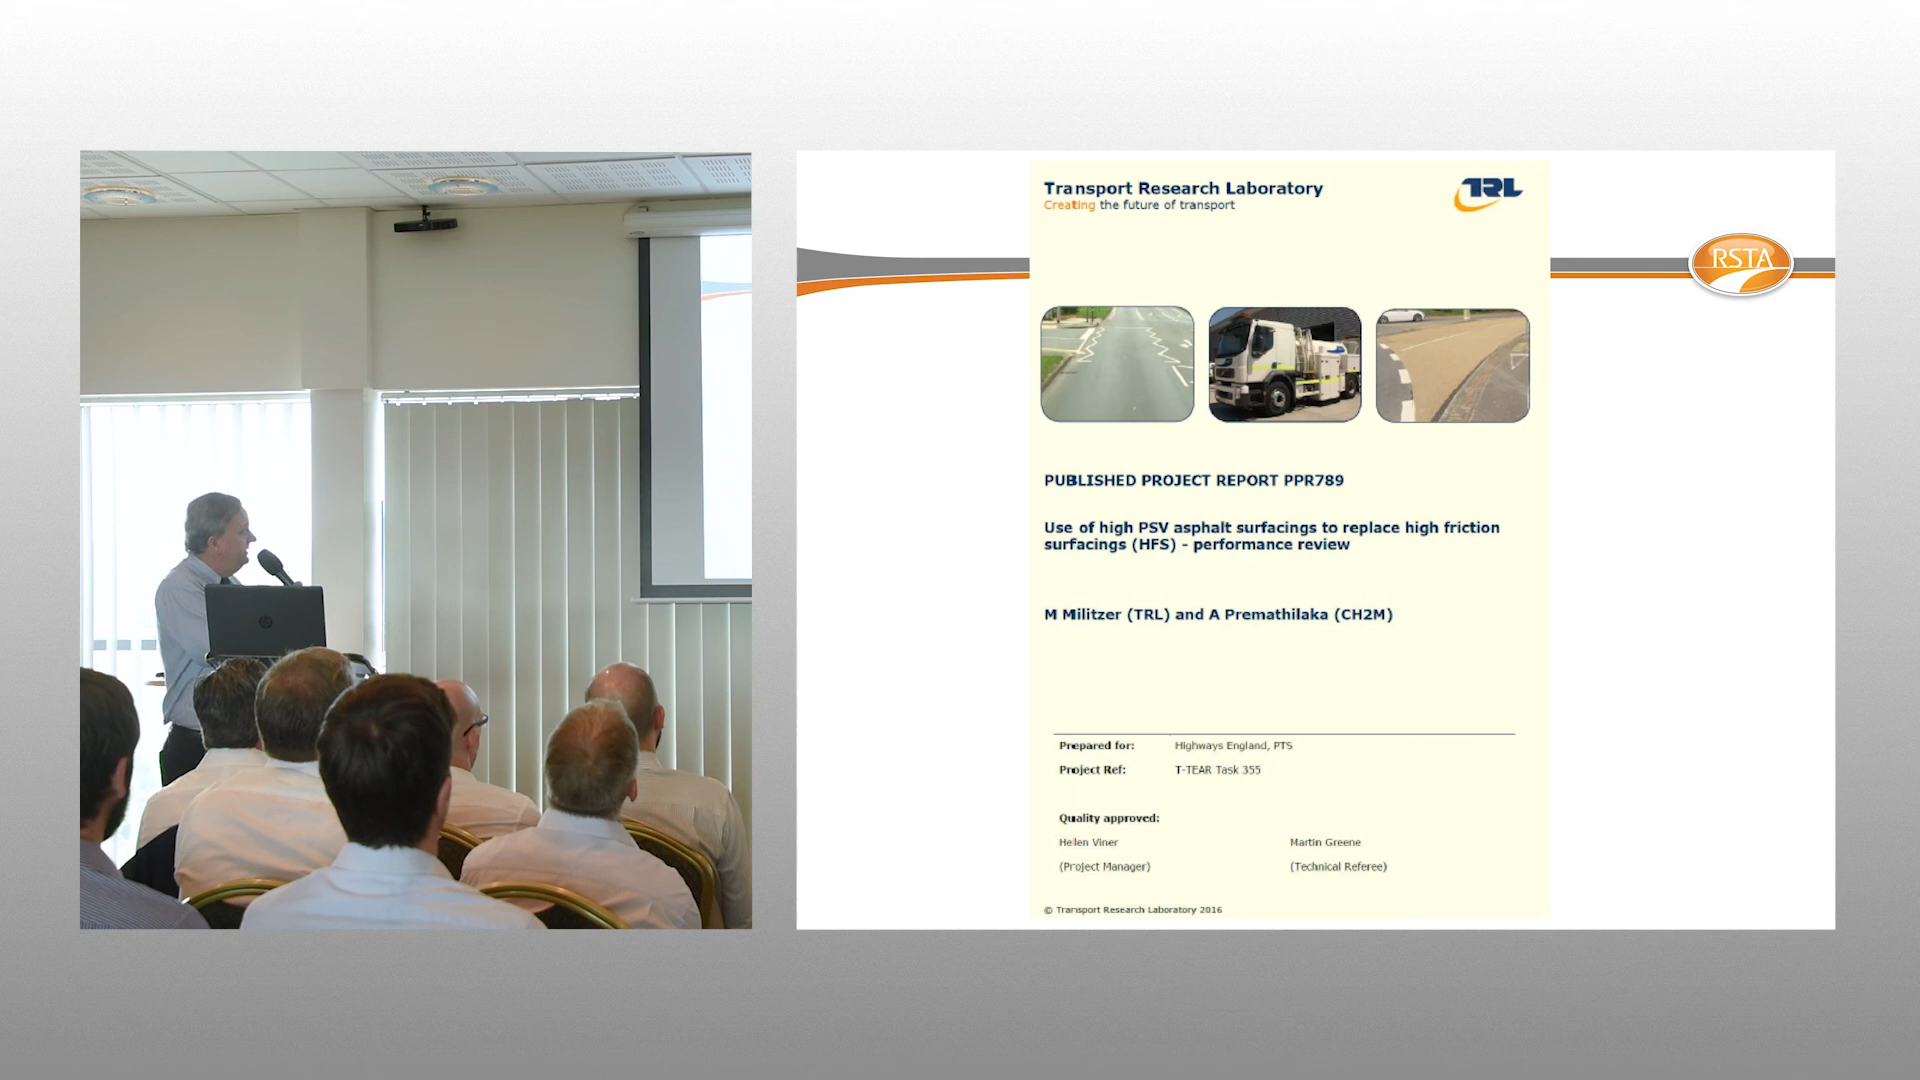 Transport Research Laboratory
Creating the future of transport
TRL
RSTA
PUBLISHED PROJECT REPORT PPR789
Use of high PSV asphalt surfacings to replace high friction
surfacings (HFS) - performance review
M Militzer (TRL) and A Premathilaka (CH2M)
Prepared for: Highways England, PTS
Project Ref: T-TEAR Task 355
Quality approved:
Helen Viner Martin Greene
(Project Manager) (Technical Referee)
© Transport Research Laboratory 2016